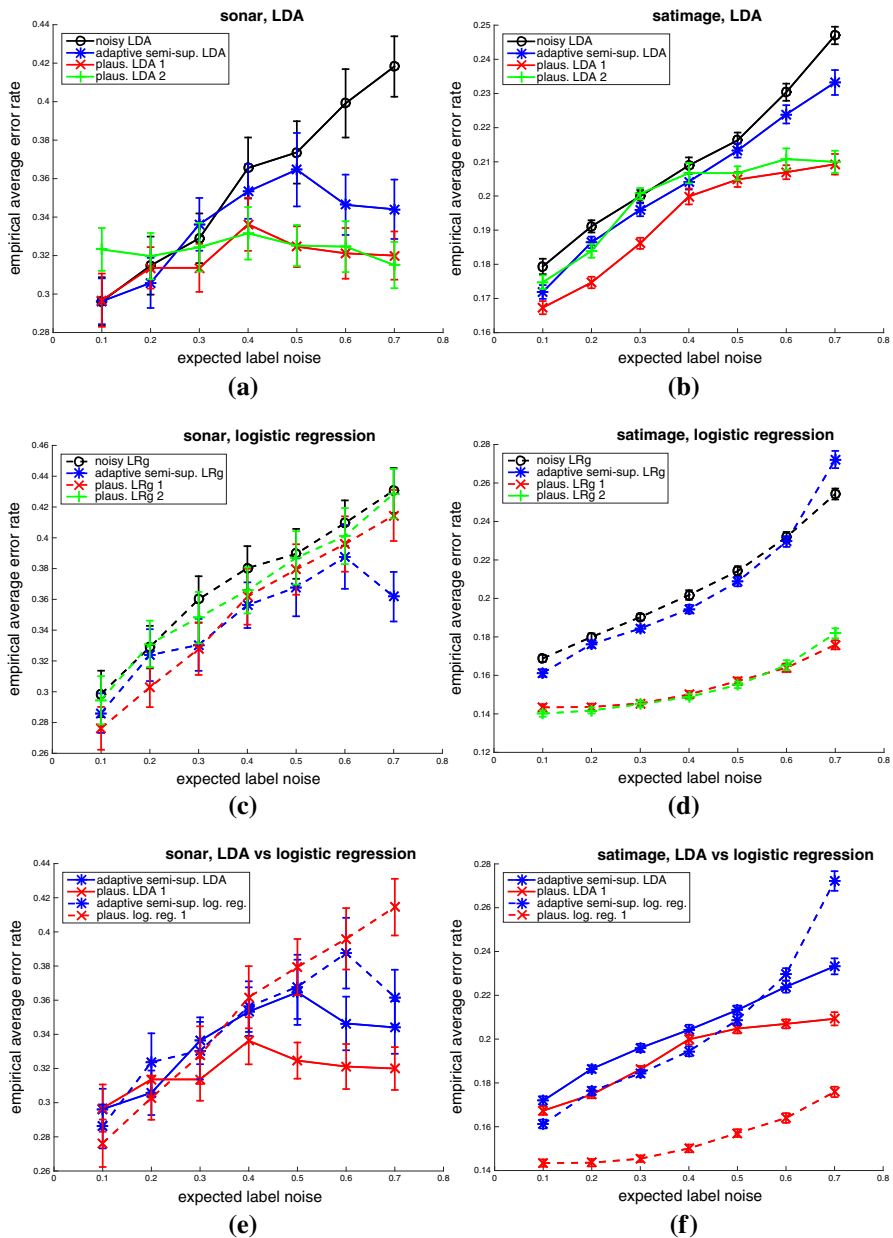 sonar, LDA
noisy LDA
adaptive semi-sup. LDA
plaus. LDA 1
plaus. LDA 2
empirical average error rate
0.44
0.42
0.4
0.38
0.36
0.34
0.32
0.3
0.28
0 0.1 0.2 0.3 0.4 0.5 0.6 0.7 0.8
expected label noise
(a)
satimage, LDA
noisy LDA
adaptive semi-sup. LDA
plaus. LDA 1
plaus. LDA 2
empirical average error rate
0.25
0.24
0.23
0.22
0.21
0.2
0.19
0.18
0.17
0.16
0 0.1 0.2 0.3 0.4 0.5 0.6 0.7 0.8
expected label noise
(b)
sonar, logistic regression
noisy LRg
adaptive semi-sup. LRg
plaus. LRg 1
plaus. LRg 2
empirical average error rate
0.46
0.44
0.42
0.4
0.38
0.36
0.34
0.32
0.3
0.28
0.26
0 0.1 0.2 0.3 0.4 0.5 0.6 0.7 0.8
expected label noise
(c)
satimage, logistic regression
noisy LRg
adaptive semi-sup. LRg
plaus. LRg 1
plaus. LRg 2
empirical average error rate
0.28
0.26
0.24
0.22
0.2
0.18
0.16
0.14
0.12
0 0.1 0.2 0.3 0.4 0.5 0.6 0.7 0.8
expected label noise
(d)
sonar, LDA vs logistic regression
adaptive semi-sup. LDA
plaus. LDA 1
adaptive semi-sup. log. reg.
plaus. log. reg. 1
empirical average error rate
0.44
0.42
0.4
0.38
0.36
0.34
0.32
0.3
0.28
0.26
0 0.1 0.2 0.3 0.4 0.5 0.6 0.7 0.8
expected label noise
(e)
satimage, LDA vs logistic regression
adaptive semi-sup. LDA
plaus. LDA 1
adaptive semi-sup. log. reg.
plaus. log. reg. 1
empirical average error rate
0.28
0.26
0.24
0.22
0.2
0.18
0.16
0.14
0 0.1 0.2 0.3 0.4 0.5 0.6 0.7 0.8
expected label noise
(f)